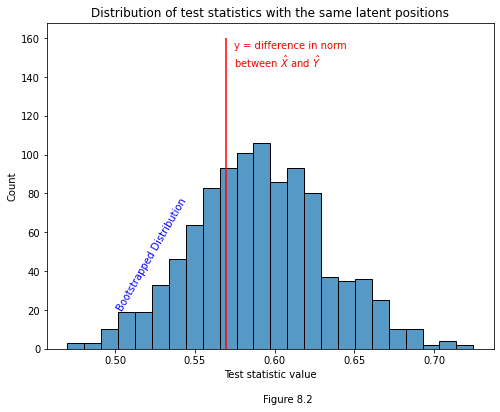 Distribution of test statistics with the same latent positions
160
140
120
100
80
60
40
20
0
Count
y = difference in norm
between X̂ and Ŷ
Bootstrapped Distribution
0.50 0.55 0.60 0.65 0.70
Test statistic value
Figure 8.2